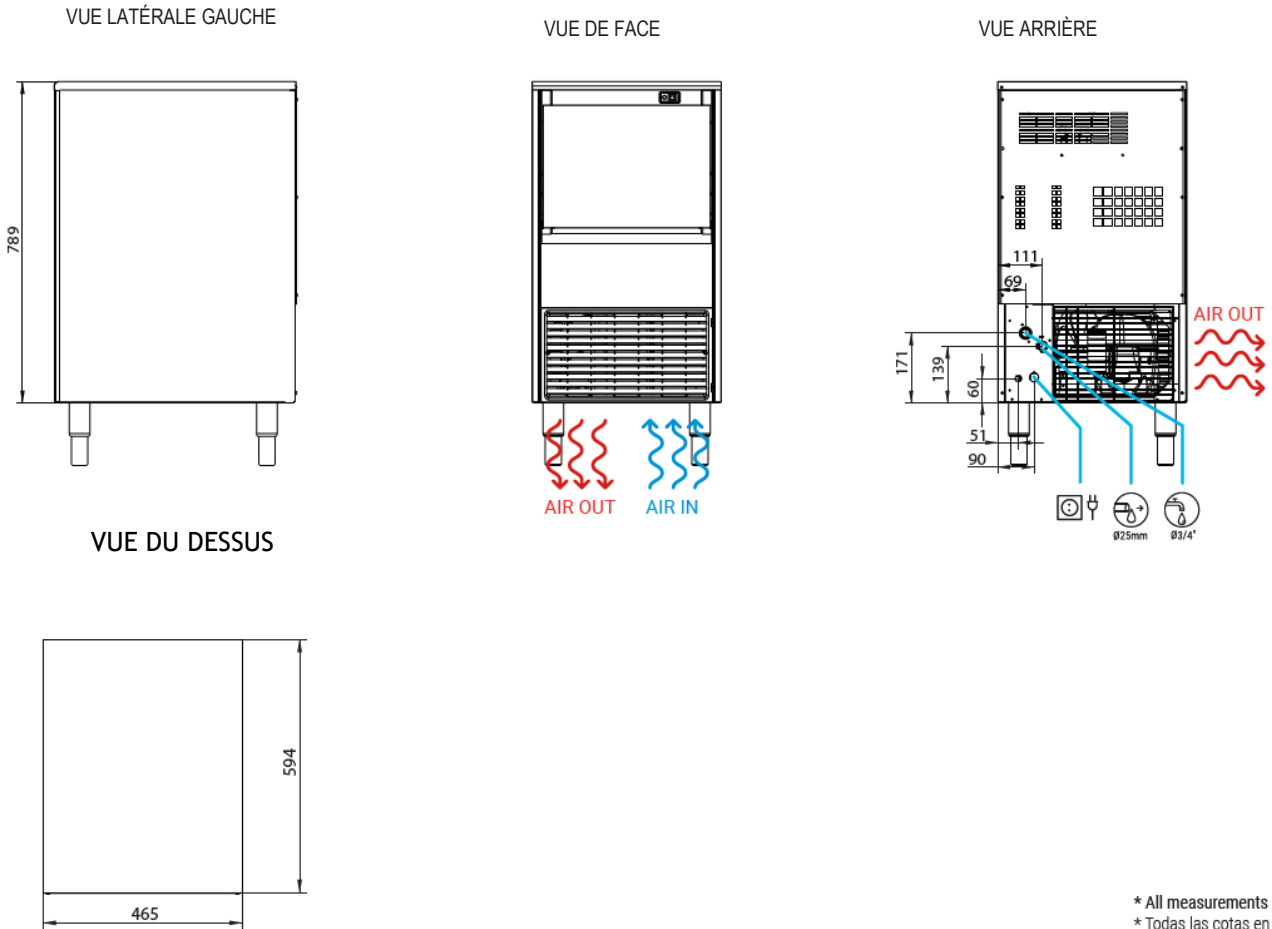 VUE LATÉRALE GAUCHE
VUE DE FACE
VUE ARRIÈRE
789
AIR OUT
AIR IN
111
69
171
139
60
51
90
AIR OUT
Ø25mm
Ø3/4"
VUE DU DESSUS
594
465
* All measurements
* Todas las cotas en